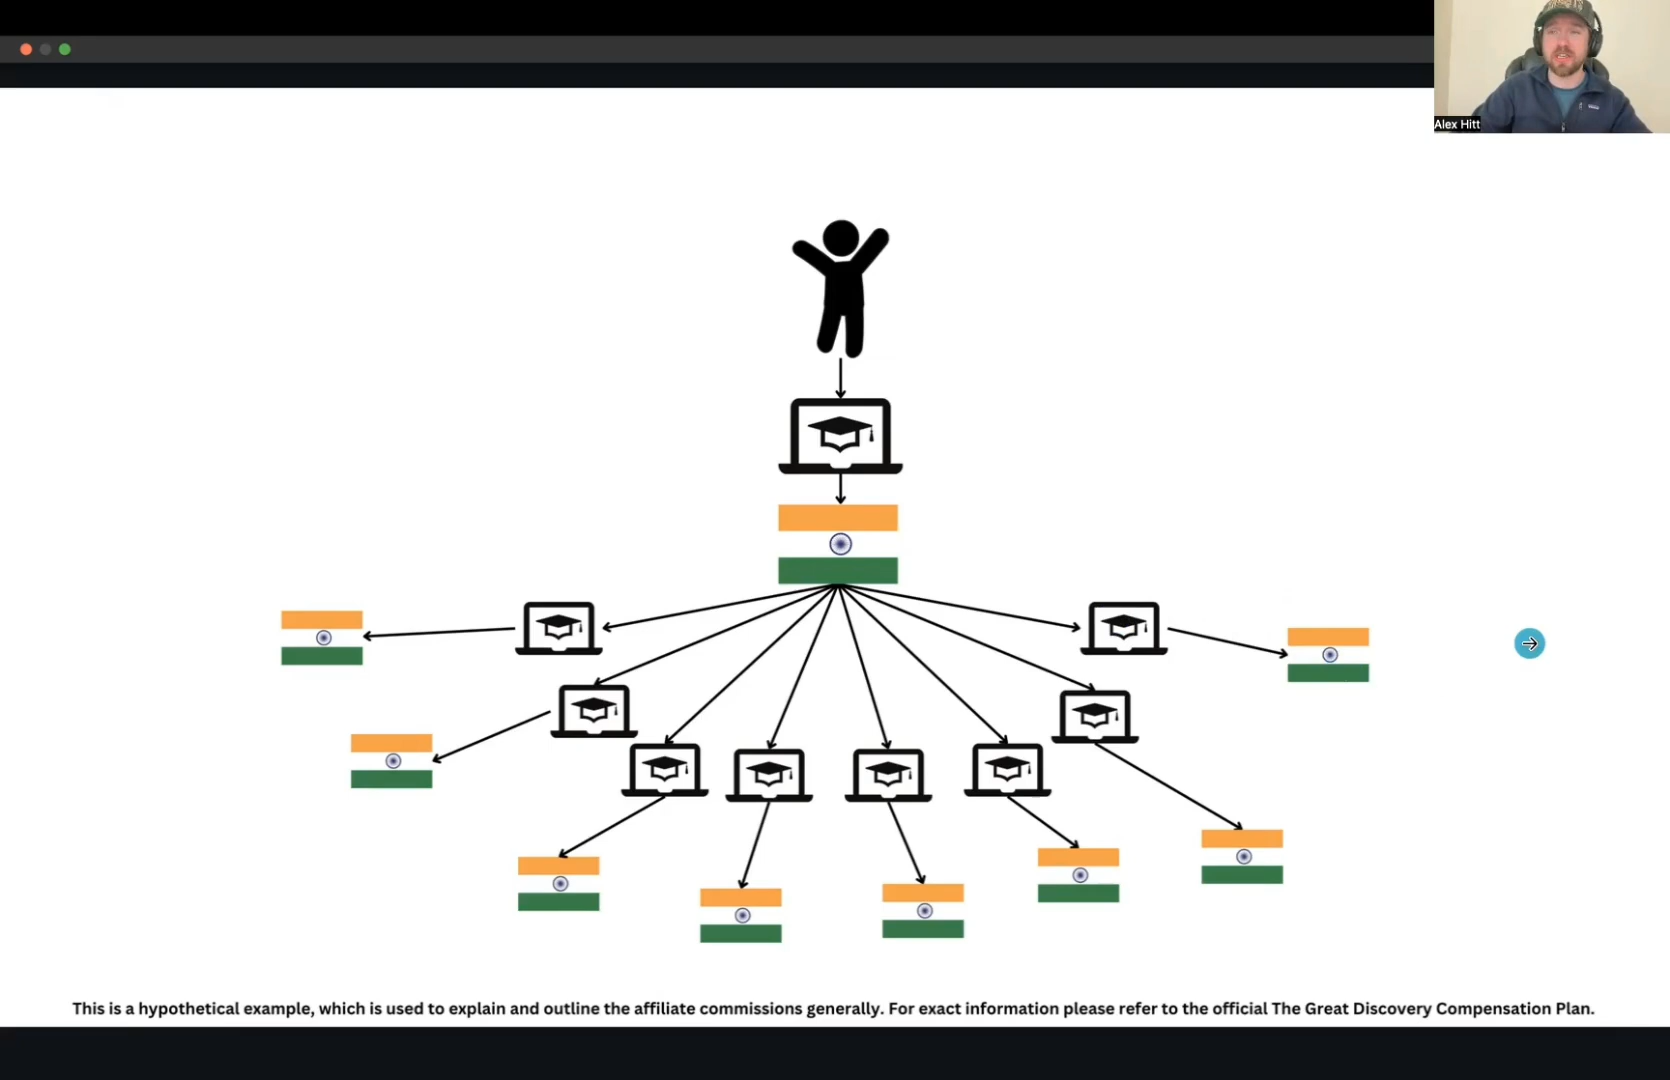 Alex Hitt
This is a hypothetical example, which is used to explain and outline the affiliate commissions generally. For exact information please refer to the official The Great Discovery Compensation Plan.